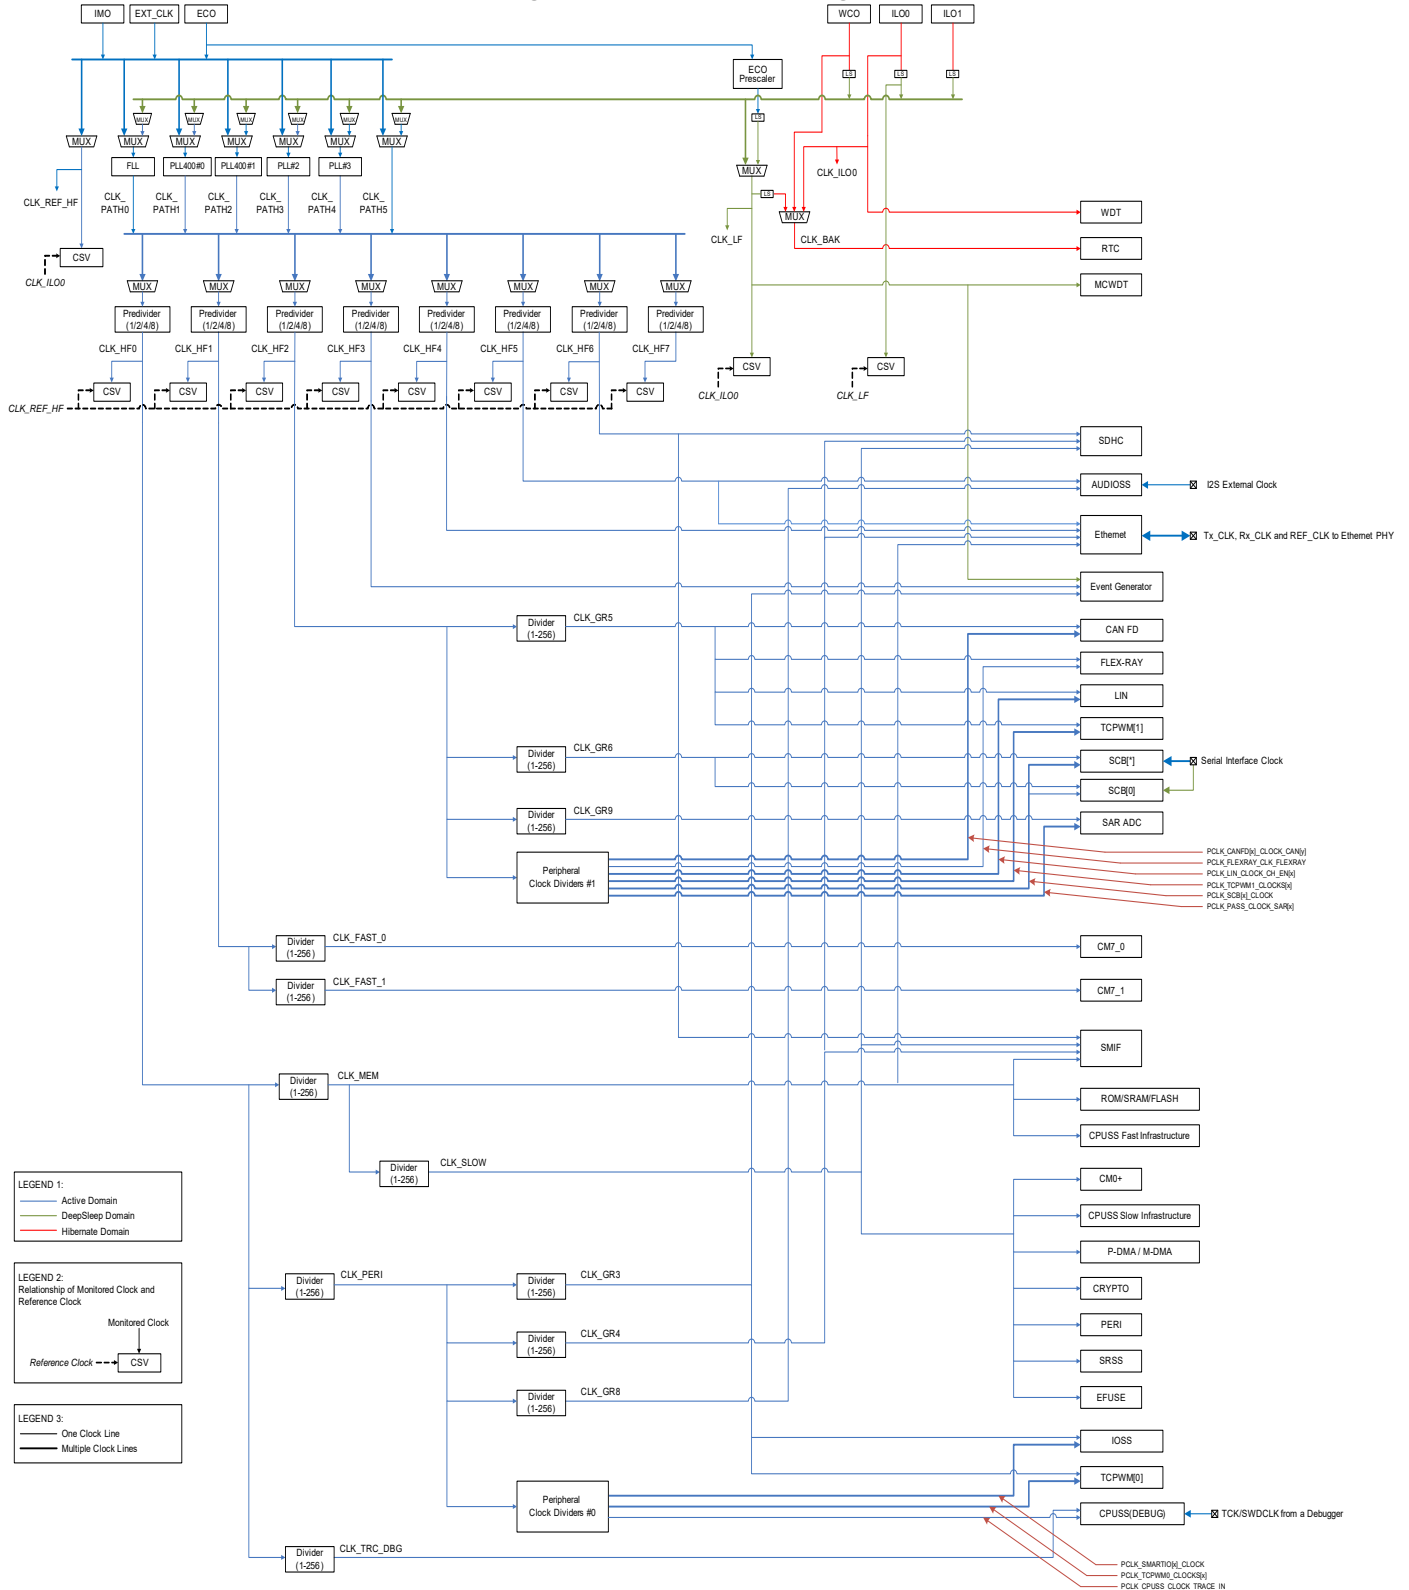 IMO
EXT_CLK
ECO
WCO
ILO0
ILO1
ECO
Prescaler
LS
LS
LS
LS
MUX
MUX
MUX
MUX
MUX
MUX
MUX
MUX
MUX
MUX
MUX
MUX
MUX
FLL
PLL400#0
PLL400#1
PLL#2
PLL#3
MUX
CLK_ILO0
CLK_REF_HF
CLK_
PATH0
CLK_
PATH1
CLK_
PATH2
CLK_
PATH3
CLK_
PATH4
CLK_
PATH5
LS
MUX
WDT
CLK_LF
CLK_BAK
RTC
CSV
CLK_ILO0
MCWDT
MUX
MUX
MUX
MUX
MUX
MUX
MUX
MUX
Predivider
(1/2/4/8)
Predivider
(1/2/4/8)
Predivider
(1/2/4/8)
Predivider
(1/2/4/8)
Predivider
(1/2/4/8)
Predivider
(1/2/4/8)
Predivider
(1/2/4/8)
Predivider
(1/2/4/8)
CLK_HF0
CLK_HF1
CLK_HF2
CLK_HF3
CLK_HF4
CLK_HF5
CLK_HF6
CLK_HF7
CSV
CSV
CSV
CSV
CSV
CSV
CSV
CSV
CSV
CSV
CLK_REF_HF
CLK_ILO0
CLK_LF
SDHC
AUDIOSS
I2S External Clock
Ethernet
Tx_CLK, Rx_CLK and REF_CLK to Ethernet PHY
Event Generator
Divider
(1-256)
CLK_GR5
CAN FD
FLEX-RAY
LIN
TCPWM[1]
Divider
(1-256)
CLK_GR6
SCB[*]
Serial Interface Clock
SCB[0]
Divider
(1-256)
CLK_GR9
SAR ADC
Peripheral
Clock Dividers #1
PCLK_CANFD[x]_CLOCK_CAN[y]
PCLK_FLEXRAY_CLK_FLEXRAY
PCLK_LIN_CLOCK_CH_EN[x]
PCLK_TCPWM1_CLOCKS[x]
PCLK_SCB[x]_CLOCK
PCLK_PASS_CLOCK_SAR[x]
Divider
(1-256)
CLK_FAST_0
CM7_0
Divider
(1-256)
CLK_FAST_1
CM7_1
SMIF
Divider
(1-256)
CLK_MEM
ROM/SRAM/FLASH
CPUSS Fast Infrastructure
Divider
(1-256)
CLK_SLOW
CM0+
CPUSS Slow Infrastructure
P-DMA / M-DMA
CRYPTO
PERI
SRSS
EFUSE
LEGEND 1:
Active Domain
DeepSleep Domain
Hibernate Domain
LEGEND 2:
Relationship of Monitored Clock and
Reference Clock
Monitored Clock
Reference Clock
CSV
LEGEND 3:
One Clock Line
Multiple Clock Lines
Divider
(1-256)
CLK_PERI
Divider
(1-256)
CLK_GR3
Divider
(1-256)
CLK_GR4
Divider
(1-256)
CLK_GR8
IOSS
TCPWM[0]
Peripheral
Clock Dividers #0
CPUSS(DEBUG)
TCK/SWDCLK from a Debugger
Divider
(1-256)
CLK_TRC_DBG
PCLK_SMARTIO[x]_CLOCK
PCLK_TCPWM0_CLOCKS[x]
PCLK_CPUSS_CLOCK_TRACE_IN